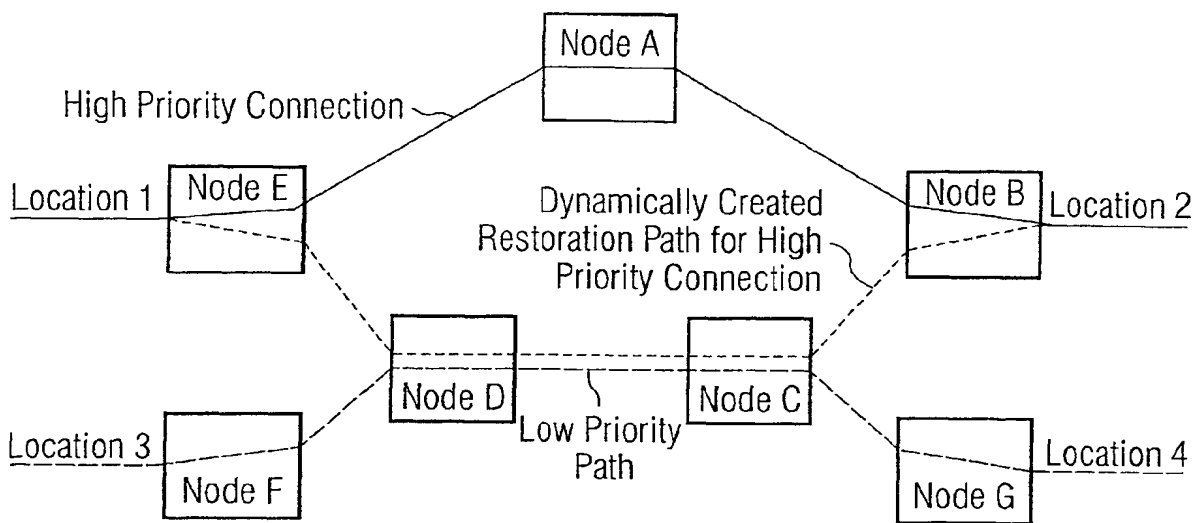 Node A
High Priority Connection
Location 1
Node E
Dynamically Created
Restoration Path for High
Priority Connection
Node B
Location 2
Node D
Node C
Low Priority
Path
Location 3
Node F
Location 4
Node G